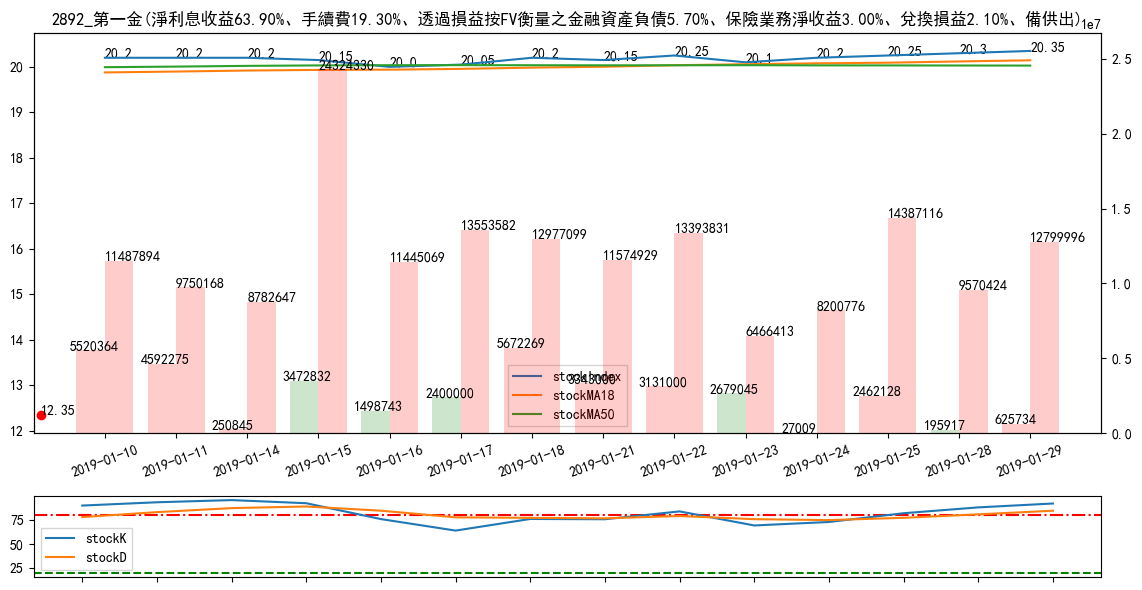 2892_第一金(淨利息收益63.90%、手續費19.30%、透過損益按FV衡量之金融資產負債5.70%、保險業務淨收益3.00%、兌換損益2.10%、備供出)
1e7
20.2 20.2 20.2 20.15 20.0 20.05 20.2 20.15 20.25 20.1 20.2 20.25 20.3 20.35
20 2.5
19
18 2.0
17
16 1.5
15
14 1.0
13 0.5
12 0.0
24324330
11487894 9750168 8782647 11445069 13553582 12977099 11574929 13393831 6466413 8200776 14387116 9570424 12799996
5520364 4592275 250845 3472832 1498743 2400000 5672269 3343000 3131000 2679045 27009 2462128 195917 625734
12.35
stockIndex
stockMA18
stockMA50
2019-01-10 2019-01-11 2019-01-14 2019-01-15 2019-01-16 2019-01-17 2019-01-18 2019-01-21 2019-01-22 2019-01-23 2019-01-24 2019-01-25 2019-01-28 2019-01-29
75
50
25
stockK
stockD